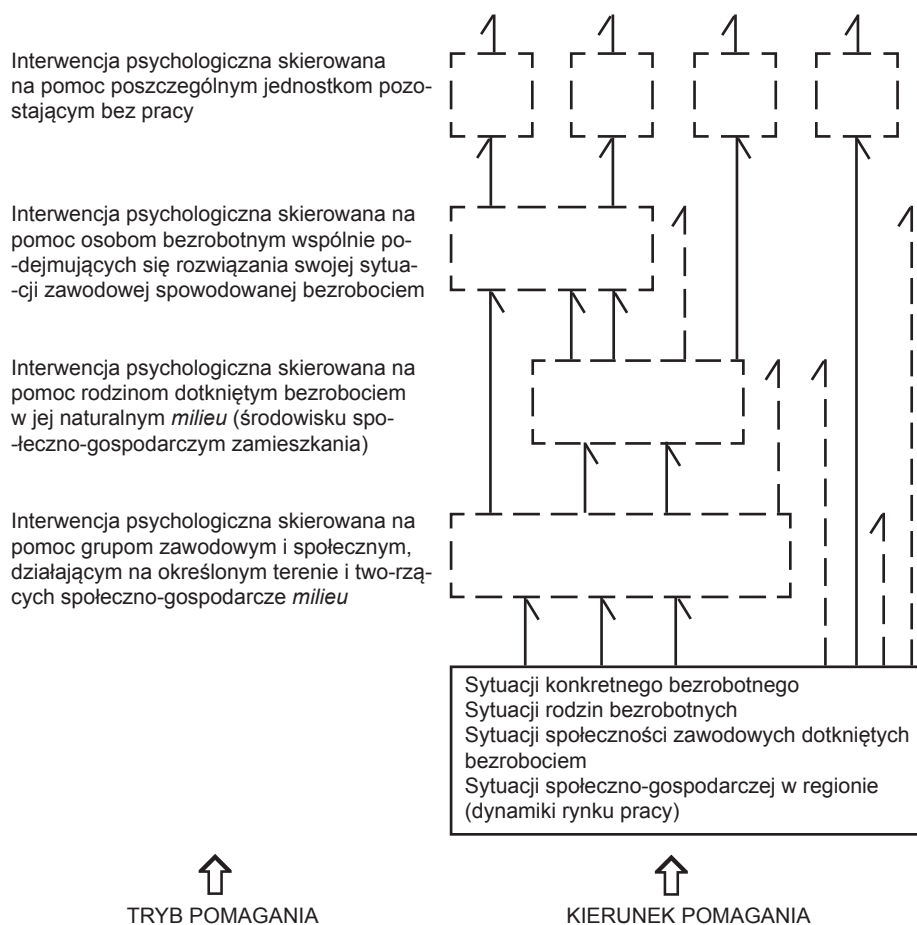 Interwencja psychologiczna skierowana
na pomoc poszczególnym jednostkom pozo-
stającym bez pracy
Interwencja psychologiczna skierowana na
pomoc osobom bezrobotnym wspólnie po-
-dejmujących się rozwiązania swojej sytua-
-cji zawodowej spowodowanej bezrobociem
Interwencja psychologiczna skierowana na
pomoc rodzinom dotkniętym bezrobociem
w jej naturalnym milieu (środowisku spo-
-łeczno-gospodarczym zamieszkania)
Interwencja psychologiczna skierowana na
pomoc grupom zawodowym i społecznym,
działającym na określonym terenie i two-rzą-
cych społeczno-gospodarcze milieu
Sytuacji konkretnego bezrobotnego
Sytuacji rodzin bezrobotnych
Sytuacji społeczności zawodowych dotkniętych
bezrobociem
Sytuacji społeczno-gospodarczej w regionie
(dynamiki rynku pracy)
TRYB POMAGANIA
KIERUNEK POMAGANIA